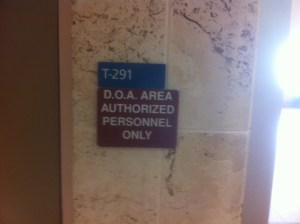 T-291
D.O.A. AREA
AUTHORIZED
PERSONNEL
ONLY